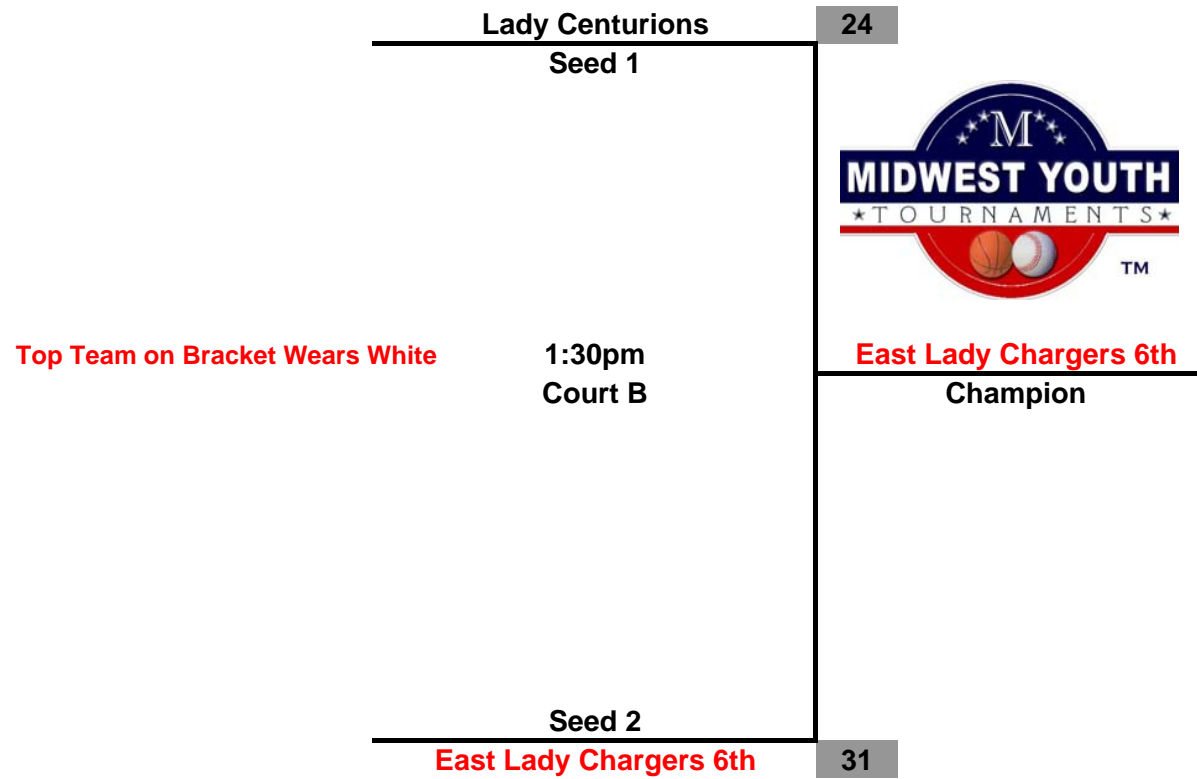 Lady Centurions 24
Seed 1
M
MIDWEST YOUTH
★TOURNAMENTS★
TM
Top Team on Bracket Wears White 1:30pm East Lady Chargers 6th
Court B Champion
Seed 2
East Lady Chargers 6th 31